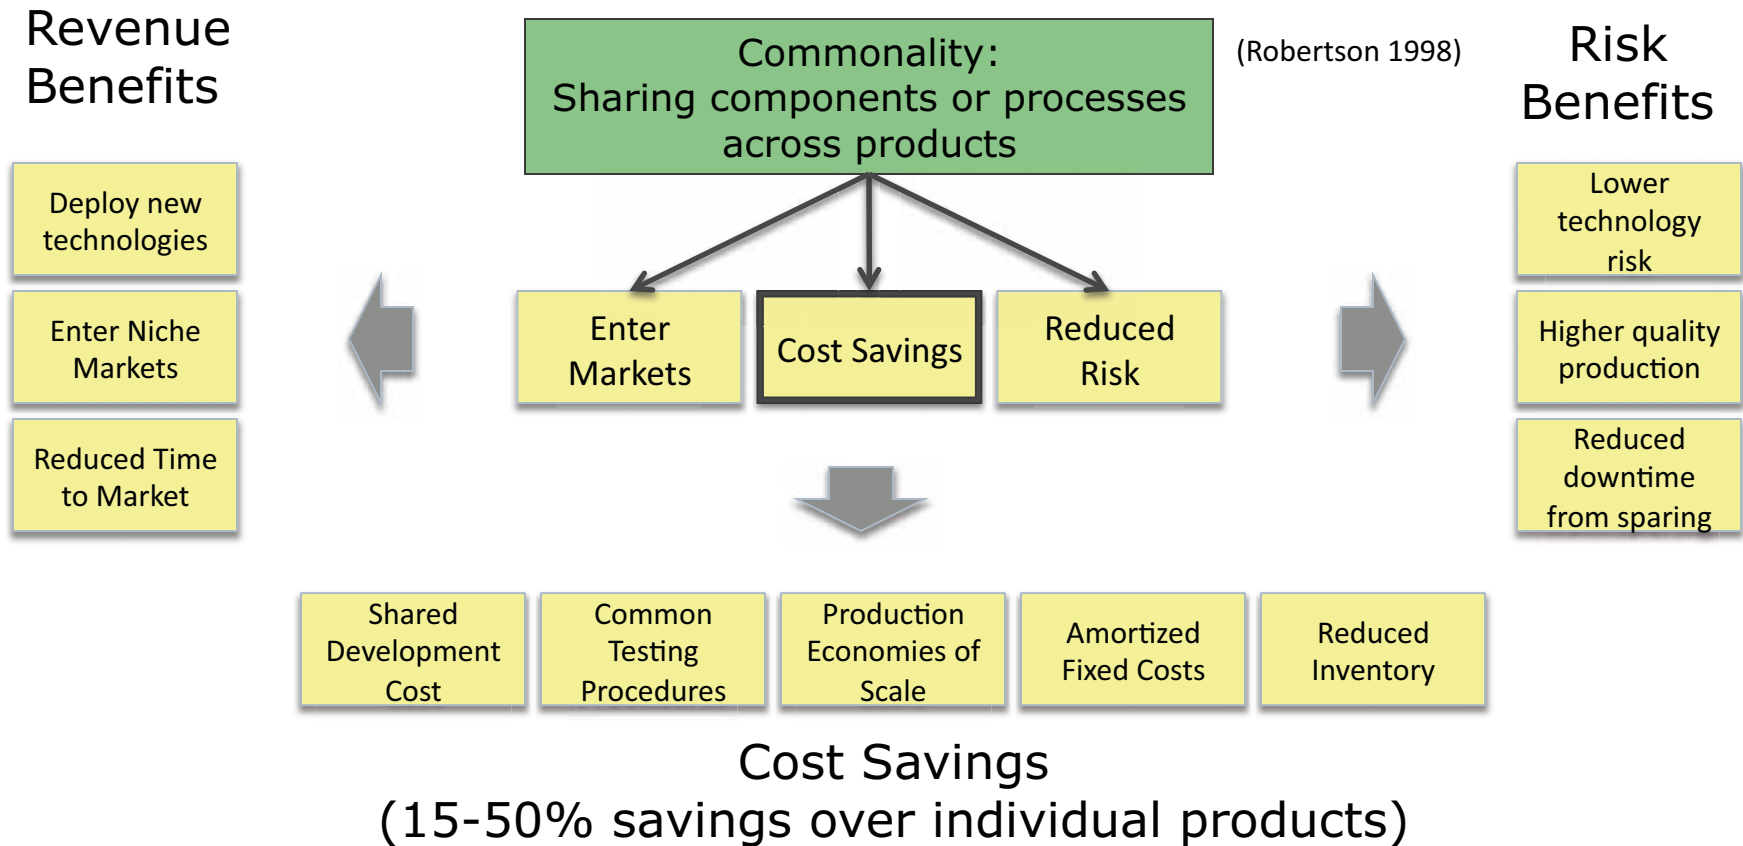 Revenue
Benefits
Commonality:
Sharing components or processes
across products
(Robertson 1998)
Risk
Benefits
Deploy new
technologies
Enter Niche
Markets
Reduced Time
to Market
Enter
Markets
Cost Savings
Reduced
Risk
Lower
technology
risk
Higher quality
production
Reduced
downtime
from sparing
Shared
Development
Cost
Common
Testing
Procedures
Production
Economies of
Scale
Amortized
Fixed Costs
Reduced
Inventory
Cost Savings
(15-50% savings over individual products)